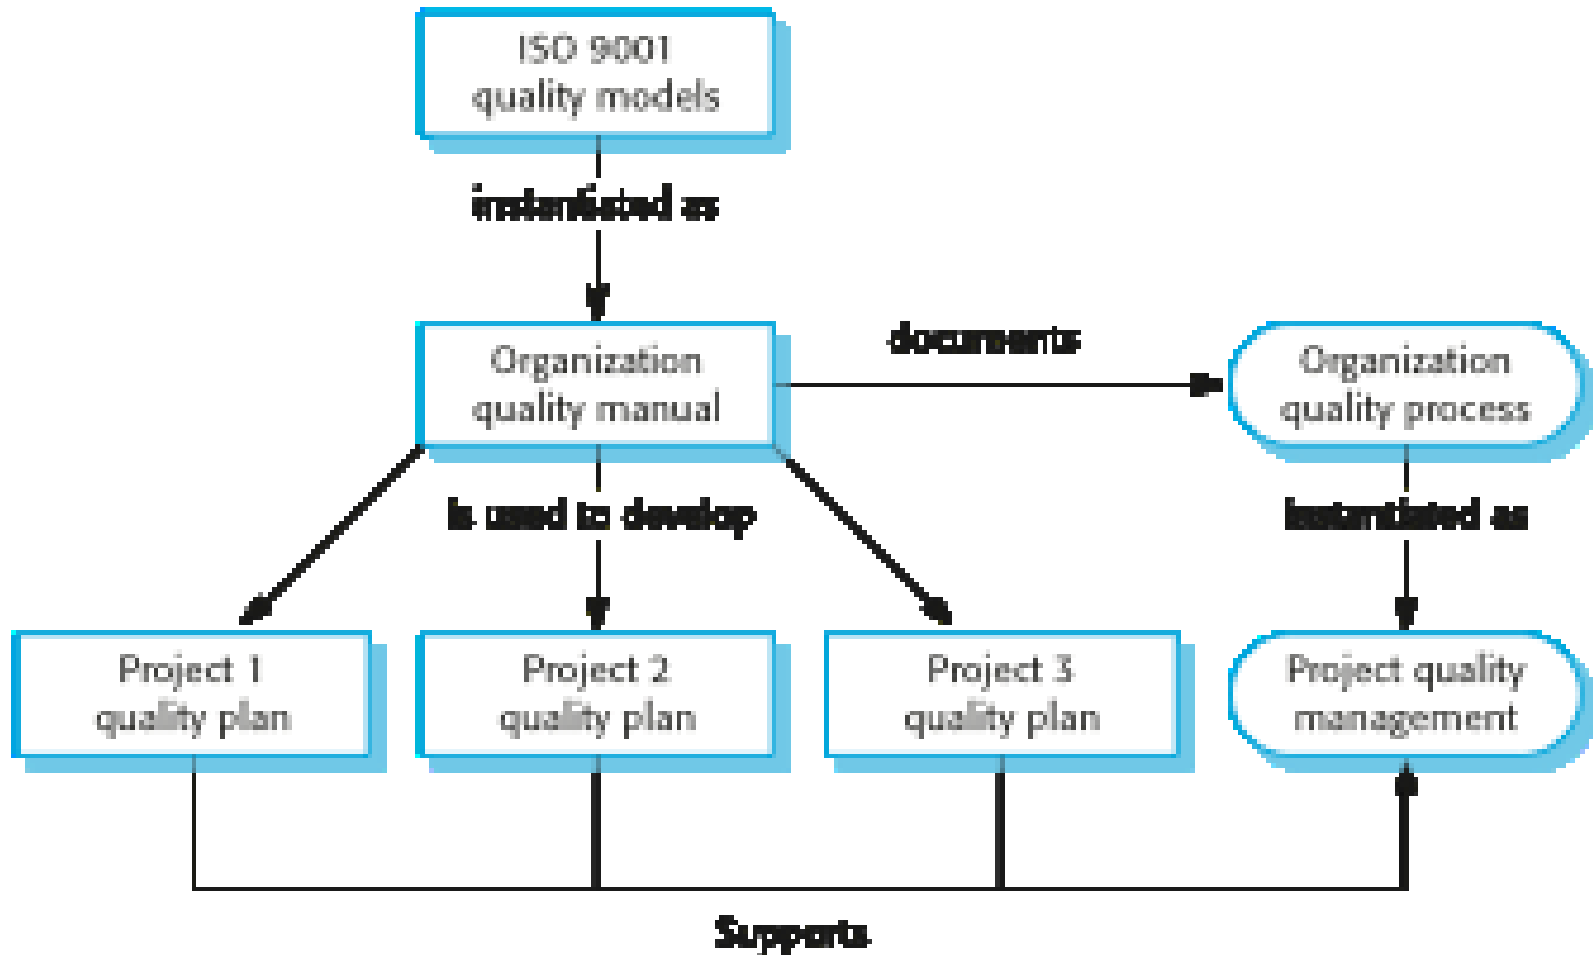 ISO 9001
quality models
instantiated as
Organization
quality manual
documents
Organization
quality process
is used to develop
instantiated as
Project 1
quality plan
Project 2
quality plan
Project 3
quality plan
Project quality
management
Supports